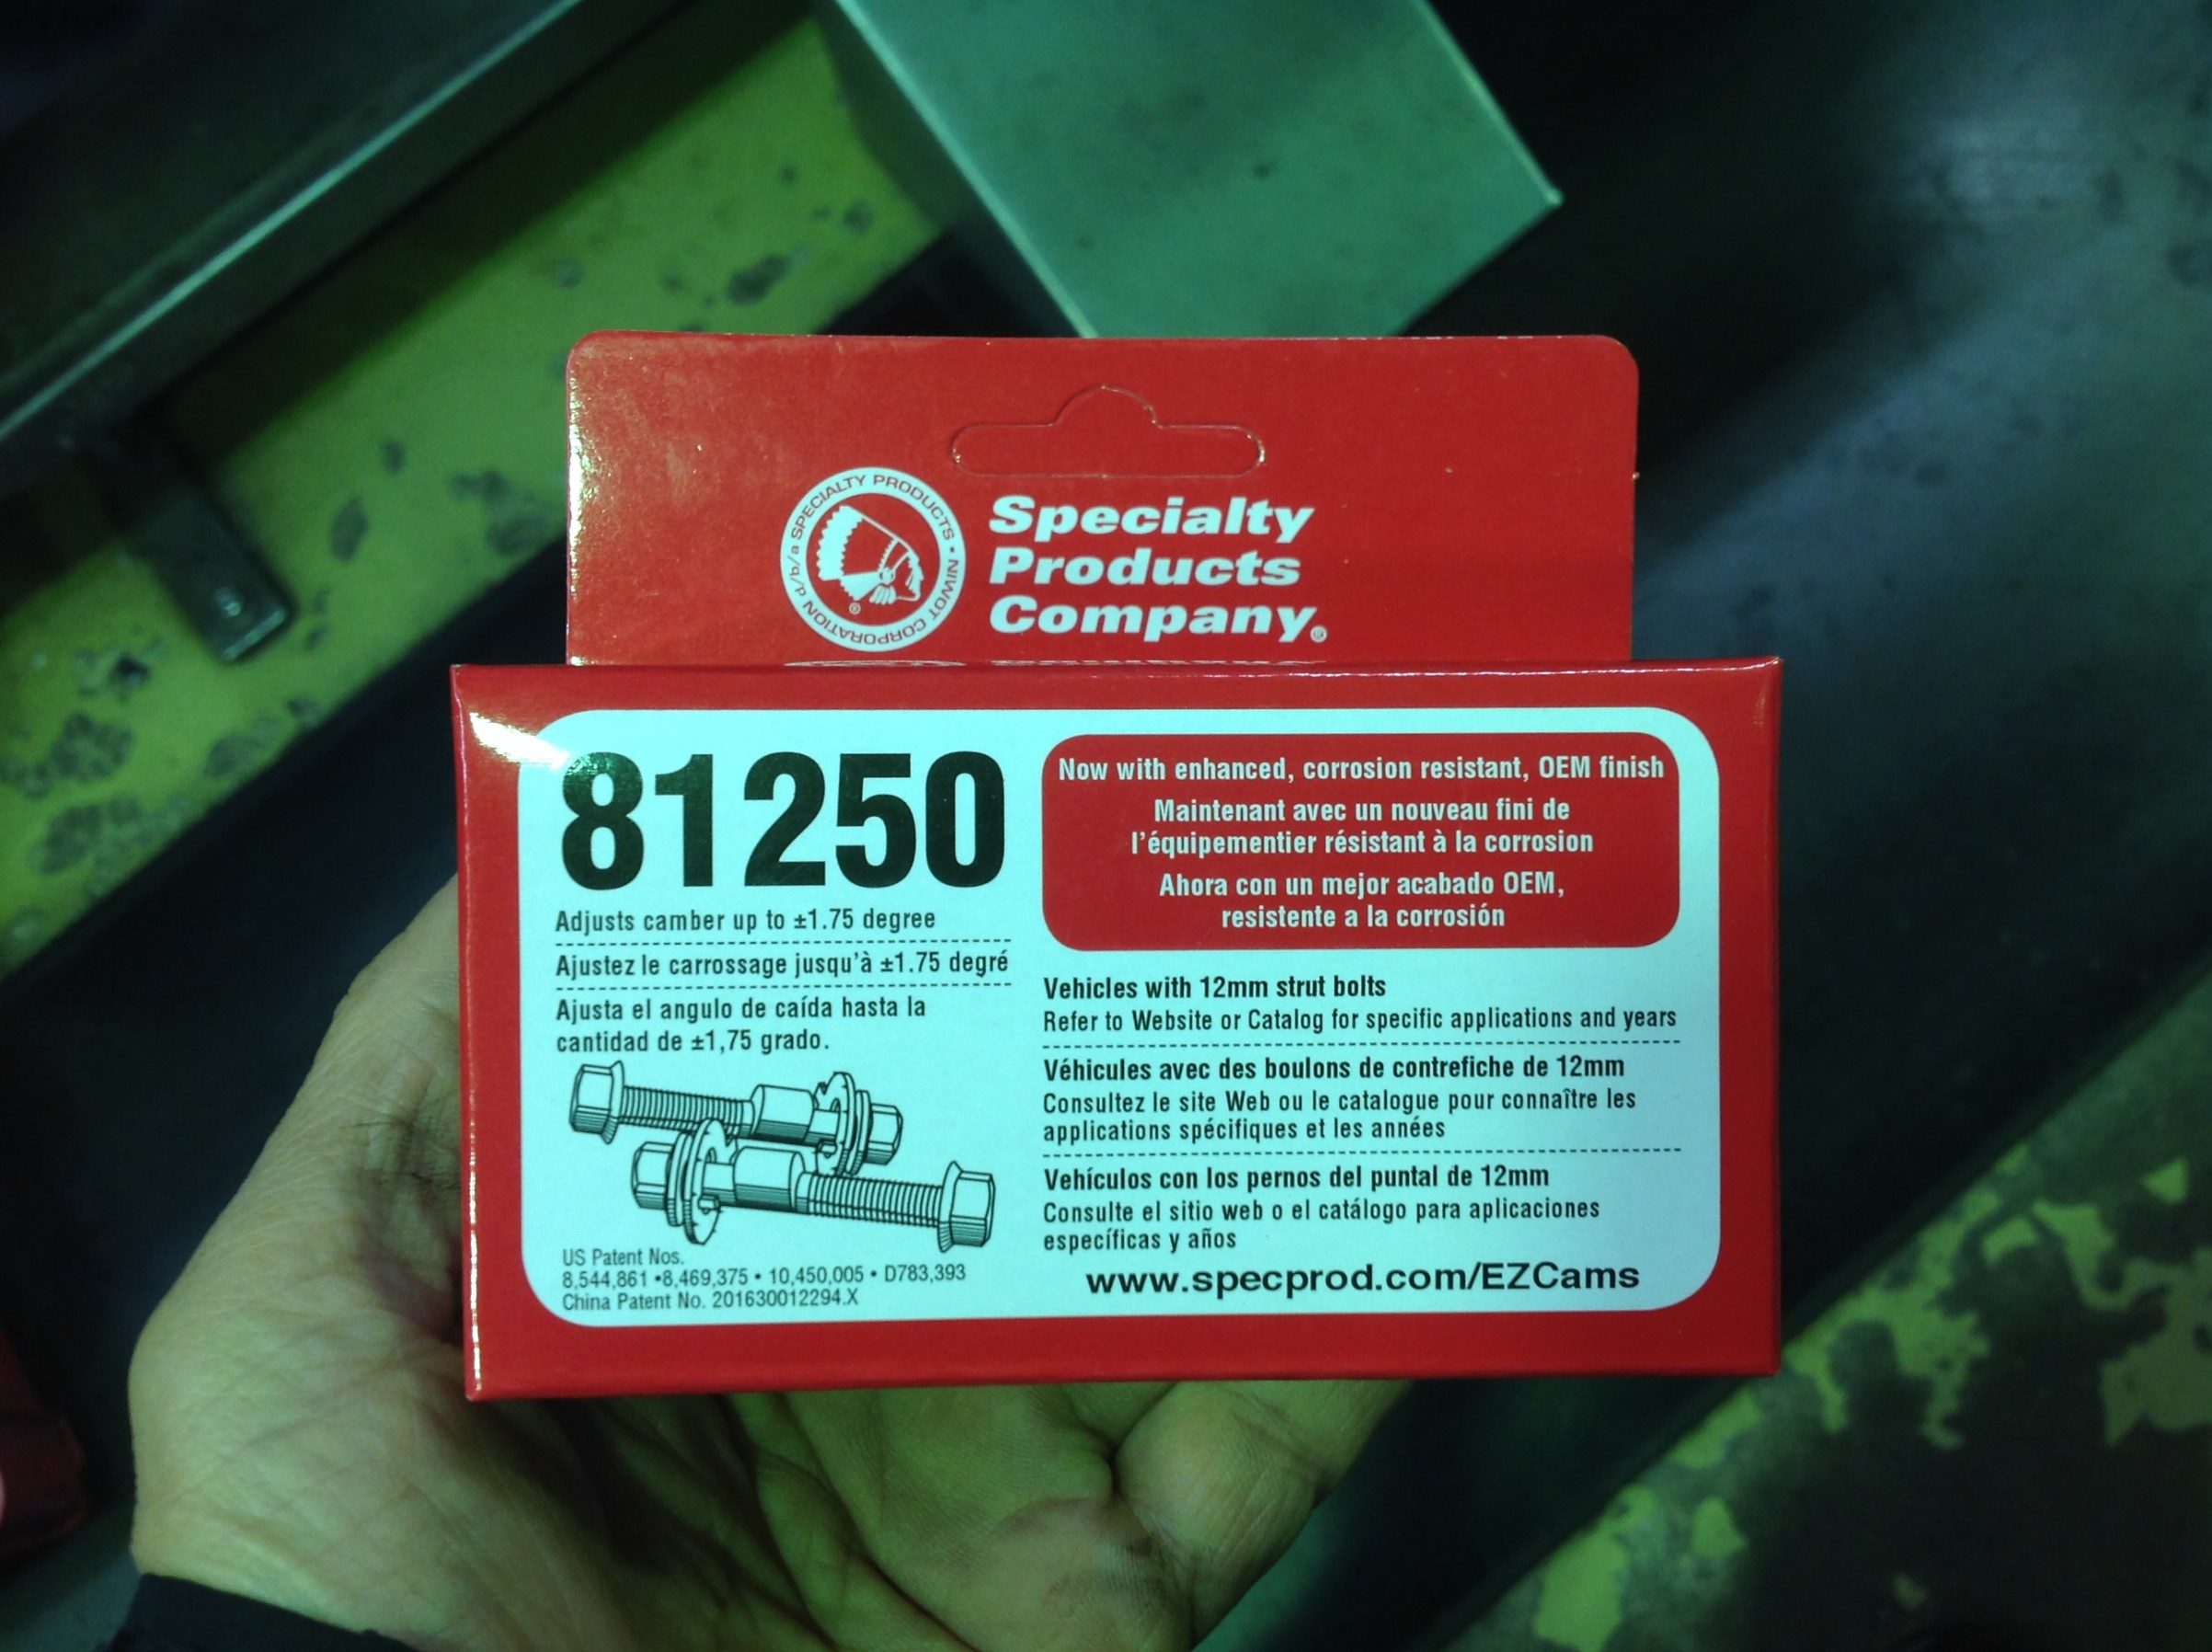 NIWOT CORPORATION d/b/a SPECIALTY PRODUCTS •
®
Specialty
Products
Company®
81250
Adjusts camber up to ±1.75 degree
Ajustez le carrossage jusqu'à ±1.75 degré
Ajusta el angulo de caída hasta la
cantidad de ±1,75 grado.
US Patent Nos.
8,544,861 •8,469,375 • 10,450,005 • D783,393
China Patent No. 201630012294.X
Now with enhanced, corrosion resistant, OEM finish
Maintenant avec un nouveau fini de
l'équipementier résistant à la corrosion
Ahora con un mejor acabado OEM,
resistente a la corrosión
Vehicles with 12mm strut bolts
Refer to Website or Catalog for specific applications and years
Véhicules avec des boulons de contrefiche de 12mm
Consultez le site Web ou le catalogue pour connaître les
applications spécifiques et les années
Vehículos con los pernos del puntal de 12mm
Consulte el sitio web o el catálogo para aplicaciones
específicas y años
www.specprod.com/EZCams